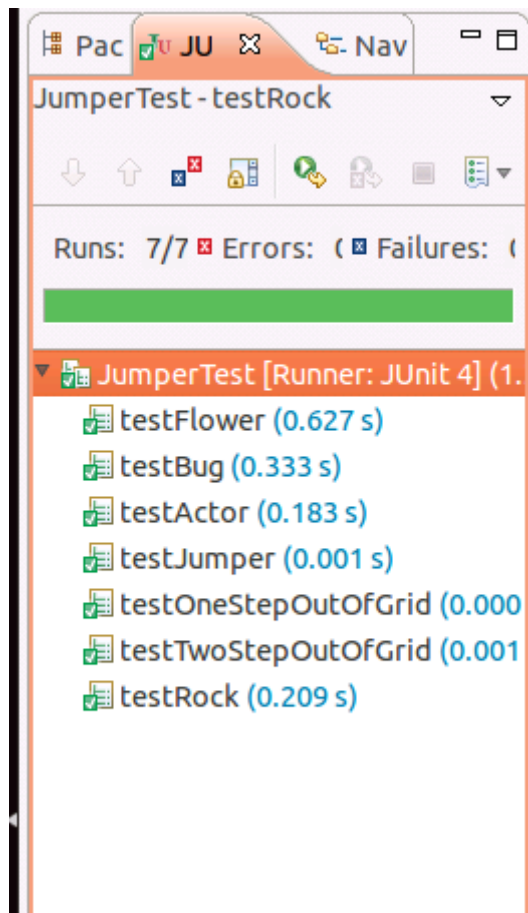 Pac JU Nav
JumperTest - testRock
Runs: 7/7 Errors: Failures:
JumperTest [Runner: JUnit 4] (1.
testFlower (0.627 s)
testBug (0.333 s)
testActor (0.183 s)
testJumper (0.001 s)
testOneStepOutOfGrid (0.000
testTwoStepOutOfGrid (0.001
testRock (0.209 s)